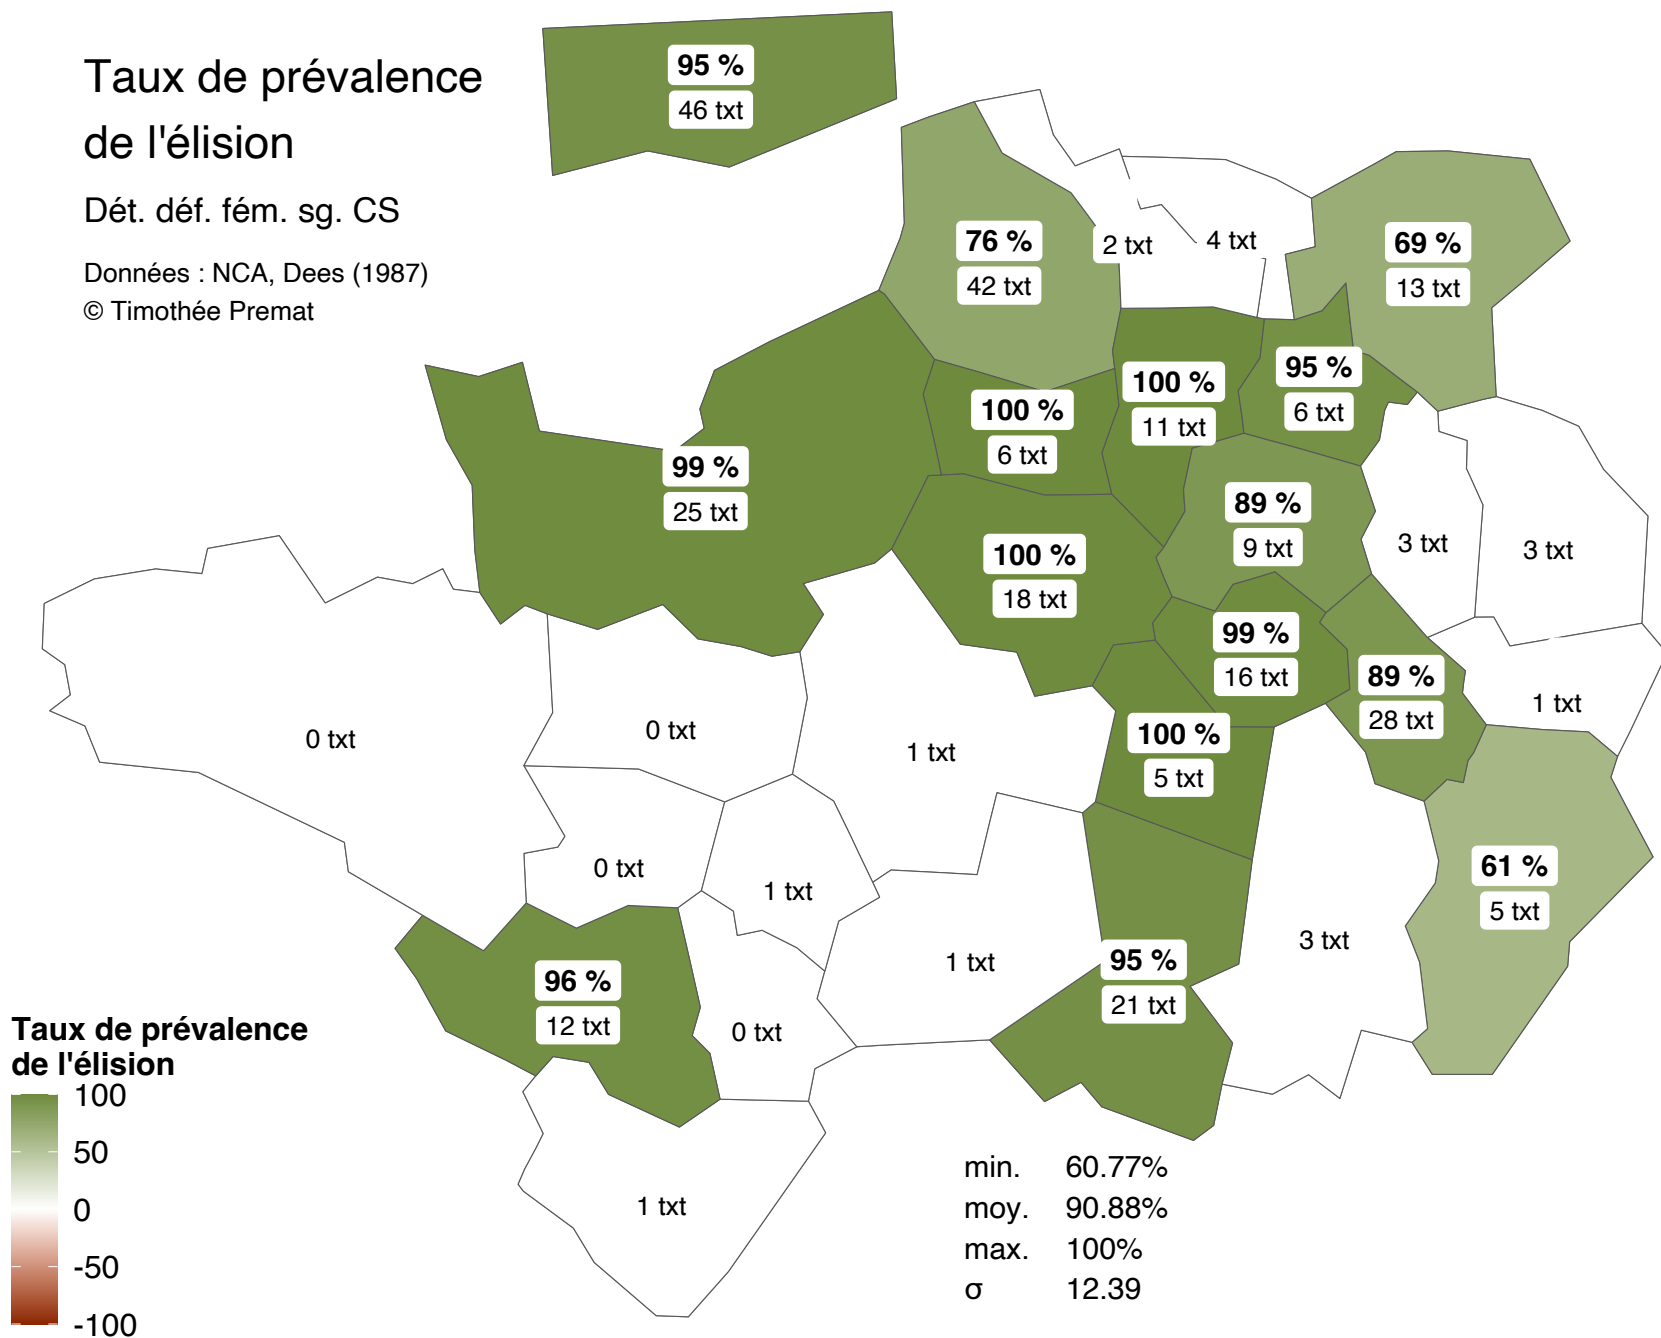 Taux de prévalence
de l'élision
Dét. déf. fém. sg. CS
Données : NCA, Dees (1987)
© Timothée Premat
95 %
46 txt
76 %
42 txt
2 txt
4 txt
69 %
13 txt
100 %
6 txt
100 %
11 txt
95 %
6 txt
99 %
25 txt
89 %
9 txt
3 txt
3 txt
100 %
18 txt
99 %
16 txt
89 %
28 txt
1 txt
0 txt
0 txt
1 txt
100 %
5 txt
0 txt
1 txt
61 %
5 txt
96 %
12 txt
0 txt
1 txt
95 %
21 txt
3 txt
1 txt
Taux de prévalence
de l'élision
100
50
0
-50
-100
min. 60.77%
moy. 90.88%
max. 100%
σ 12.39